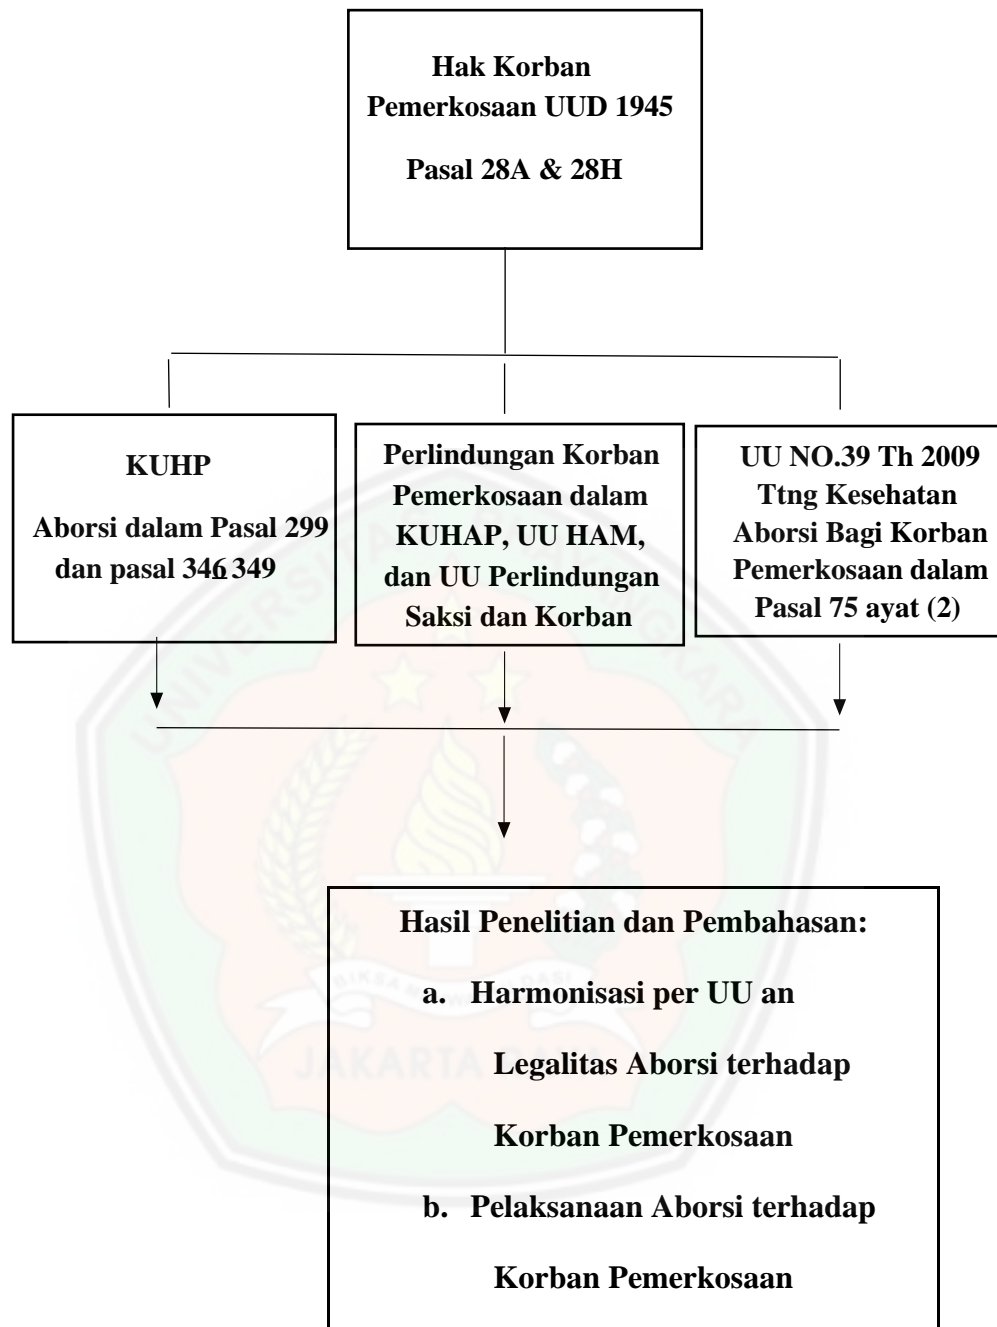 Hak Korban
Pemerkosaan UUD 1945
Pasal 28A & 28H
KUHP
Aborsi dalam Pasal 299
dan pasal 346 349
Perlindungan Korban
Pemerkosaan dalam
KUHAP, UU HAM,
dan UU Perlindungan
Saksi dan Korban
UU NO.39 Th 2009
Ttng Kesehatan
Aborsi Bagi Korban
Pemerkosaan dalam
Pasal 75 ayat (2)
Hasil Penelitian dan Pembahasan:
a. Harmonisasi per UU an
Legalitas Aborsi terhadap
Korban Pemerkosaan
b. Pelaksanaan Aborsi terhadap
Korban Pemerkosaan
JAKARTA RAYA